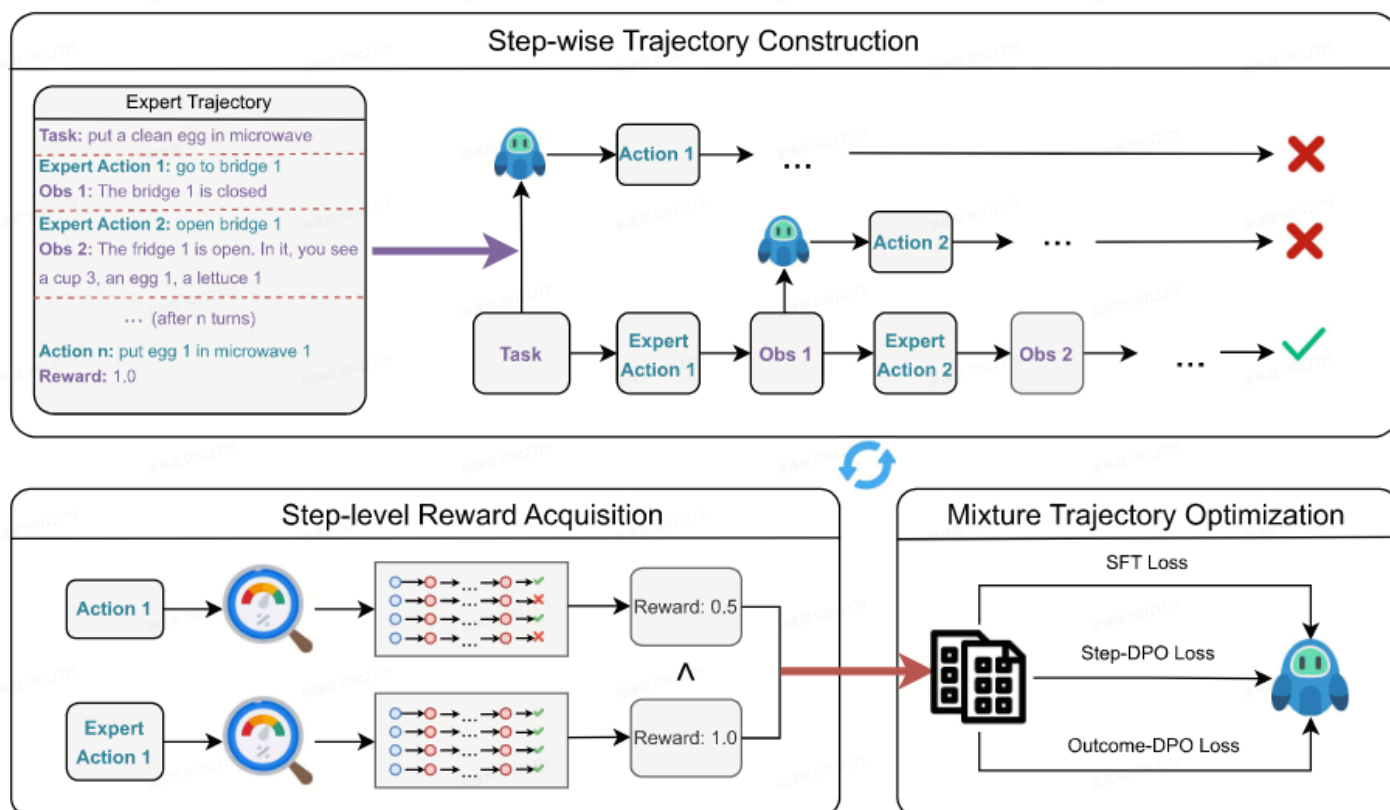 Step-wise Trajectory Construction
Expert Trajectory
Task: put a clean egg in microwave
Expert Action 1: go to bridge 1
Obs 1: The bridge 1 is closed
Expert Action 2: open bridge 1
Obs 2: The fridge 1 is open. In it, you see
a cup 3, an egg 1, a lettuce 1
... (after n turns)
Action n: put egg 1 in microwave 1
Reward: 1.0
Action 1
...
Action 2
...
Task
Expert
Action 1
Obs 1
Expert
Action 2
Obs 2
...
Step-level Reward Acquisition
Action 1
...
...
...
...
Reward: 0.5
>
Expert
Action 1
...
...
...
...
Reward: 1.0
Mixture Trajectory Optimization
SFT Loss
Step-DPO Loss
Outcome-DPO Loss